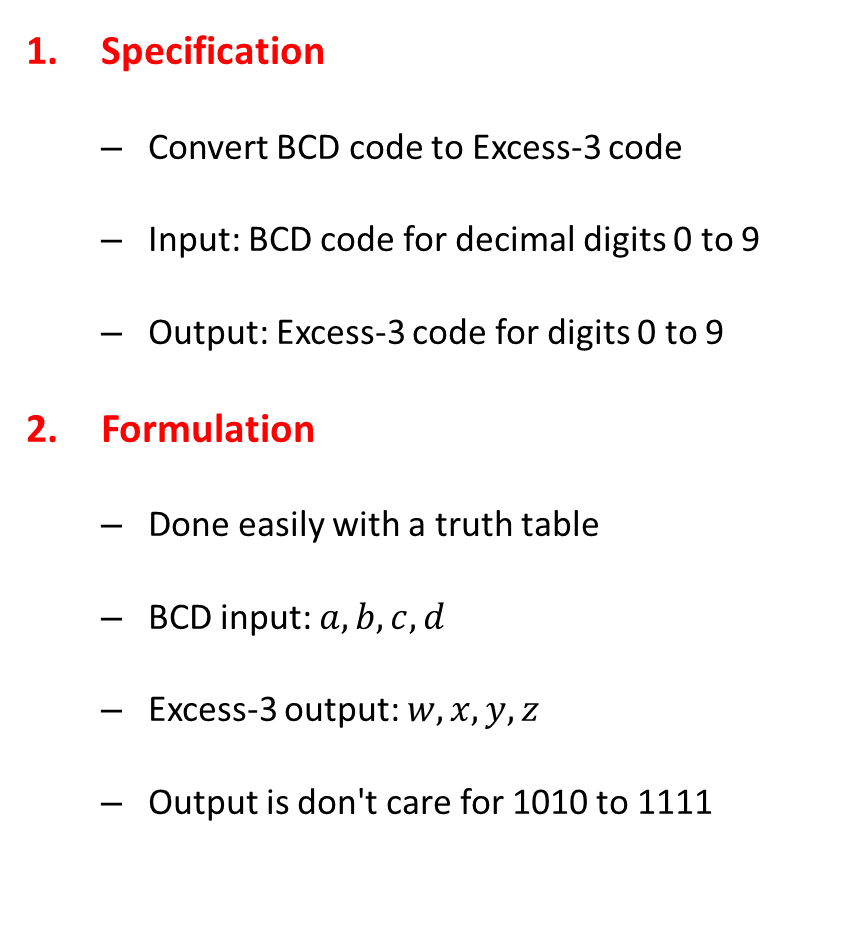 1. Specification
– Convert BCD code to Excess-3 code
– Input: BCD code for decimal digits 0 to 9
– Output: Excess-3 code for digits 0 to 9
2. Formulation
– Done easily with a truth table
– BCD input: a, b, c, d
– Excess-3 output: w, x, y, z
– Output is don't care for 1010 to 1111